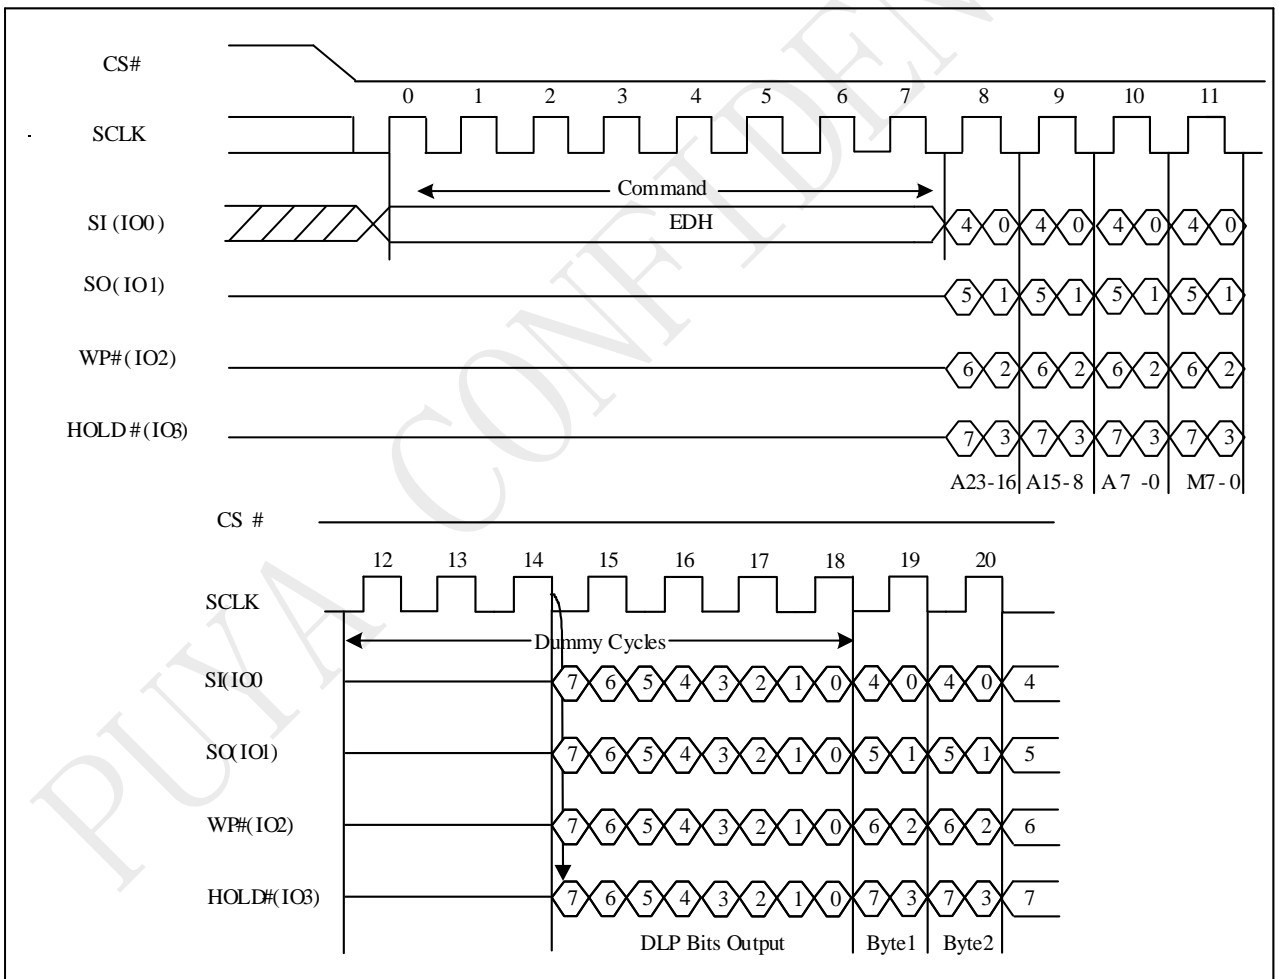 CS#
0 1 2 3 4 5 6 7 8 9 10 11
SCLK
Command
SI (IO0) EDH 4 0 4 0 4 0 4 0
SO(IO1) 5 1 5 1 5 1 5 1
WP#(IO2) 6 2 6 2 6 2 6 2
HOLD#(IO3) 7 3 7 3 7 3 7 3
A23-16 A15-8 A7-0 M7-0
CS #
12 13 14 15 16 17 18 19 20
SCLK
Dummy Cycles
SI(IO0 7 6 5 4 3 2 1 0 4 0 4 0 4
SO(IO1) 7 6 5 4 3 2 1 0 5 1 5 1 5
WP#(IO2) 7 6 5 4 3 2 1 0 6 2 6 2 6
HOLD#(IO3) 7 6 5 4 3 2 1 0 7 3 7 3 7
DLP Bits Output Byte1 Byte2
PUYA CONFIDEN